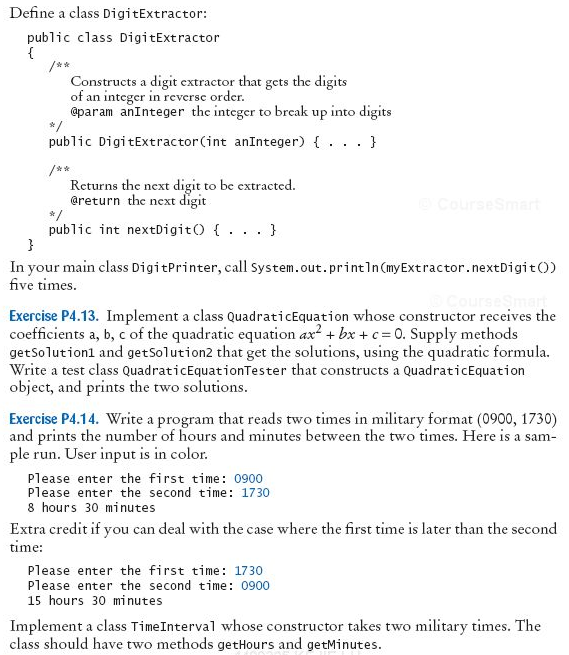 Define a class DigitExtractor:
public class DigitExtractor
{
/**
Constructs a digit extractor that gets the digits
of an integer in reverse order.
@param anInteger the integer to break up into digits
*/
public DigitExtractor(int anInteger) { . . . }
/**
Returns the next digit to be extracted.
@return the next digit
© CourseSmart
*/
public int nextDigit() { . . . }
}
In your main class DigitPrinter, call System.out.println(myExtractor.nextDigit())
five times.
© CourseSmart
Exercise P4.13. Implement a class QuadraticEquation whose constructor receives the
coefficients a, b, c of the quadratic equation ax² + bx + c = 0. Supply methods
getSolution1 and getSolution2 that get the solutions, using the quadratic formula.
Write a test class QuadraticEquationTester that constructs a QuadraticEquation
object, and prints the two solutions.
Exercise P4.14. Write a program that reads two times in military format (0900, 1730)
and prints the number of hours and minutes between the two times. Here is a sam-
ple run. User input is in color.
Please enter the first time: 0900
Please enter the second time: 1730
8 hours 30 minutes
Extra credit if you can deal with the case where the first time is later than the second
time:
Please enter the first time: 1730
Please enter the second time: 0900
15 hours 30 minutes
Implement a class TimeInterval whose constructor takes two military times. The
class should have two methods getHours and getMinutes.